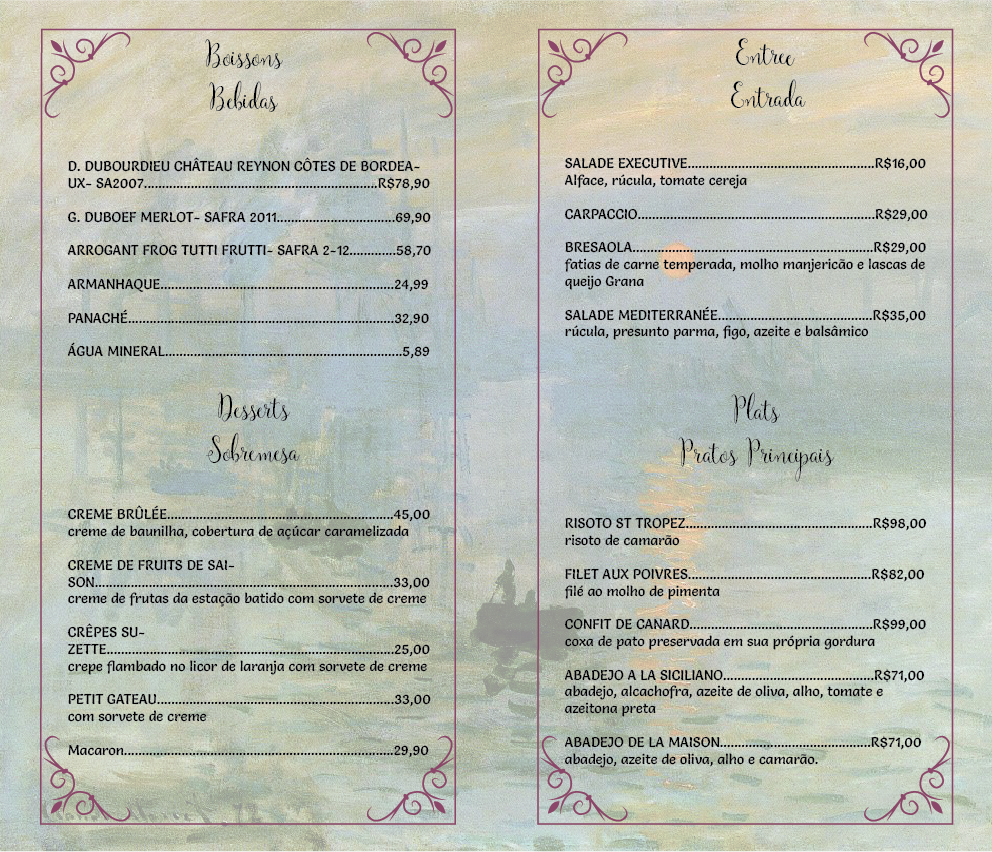 Boissons
Bebidas
D. DUBOURDIEU CHÂTEAU REYNON CÔTES DE BORDEA-
UX- SA2007...............................................................R$78,90
G. DUBOEF MERLOT- SAFRA 2011................................69,90
ARROGANT FROG TUTTI FRUTTI- SAFRA 2-12.............58,70
ARMANHAQUE...............................................................24,99
PANACHÉ........................................................................32,90
ÁGUA MINERAL................................................................5,89
Desserts
Sobremesa
CREME BRÛLÉE.............................................................45,00
creme de baunilha, cobertura de açúcar caramelizada
CREME DE FRUITS DE SAI-
SON................................................................................33,00
creme de frutas da estação batido com sorvete de creme
CRÊPES SU-
ZETTE.............................................................................25,00
crepe flambado no licor de laranja com sorvete de creme
PETIT GATEAU................................................................33,00
com sorvete de creme
Macaron.........................................................................29,90
Entree
Entrada
SALADE EXECUTIVE..................................................R$16,00
Alface, rúcula, tomate cereja
CARPACCIO................................................................R$29,00
BRESAOLA.................................................................R$29,00
fatias de carne temperada, molho manjericão e lascas de
queijo Grana
SALADE MEDITERRANÉE.........................................R$35,00
rúcula, presunto parma, figo, azeite e balsâmico
Plats
Pratos Principais
RISOTO ST TROPEZ..................................................R$98,00
risoto de camarão
FILET AUX POIVRES.................................................R$82,00
filé ao molho de pimenta
CONFIT DE CANARD.................................................R$99,00
coxa de pato preservada em sua própria gordura
ABADEJO A LA SICILIANO........................................R$71,00
abadejo, alcachofra, azeite de oliva, alho, tomate e
azeitona preta
ABADEJO DE LA MAISON.........................................R$71,00
abadejo, azeite de oliva, alho e camarão.